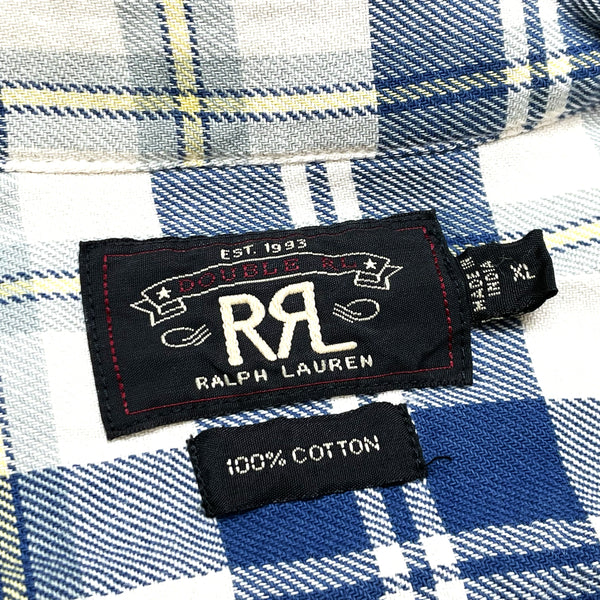 EST. 1993
DOUBLE RL
RRL
RALPH LAUREN
MADE IN
INDIA
XL
100% COTTON